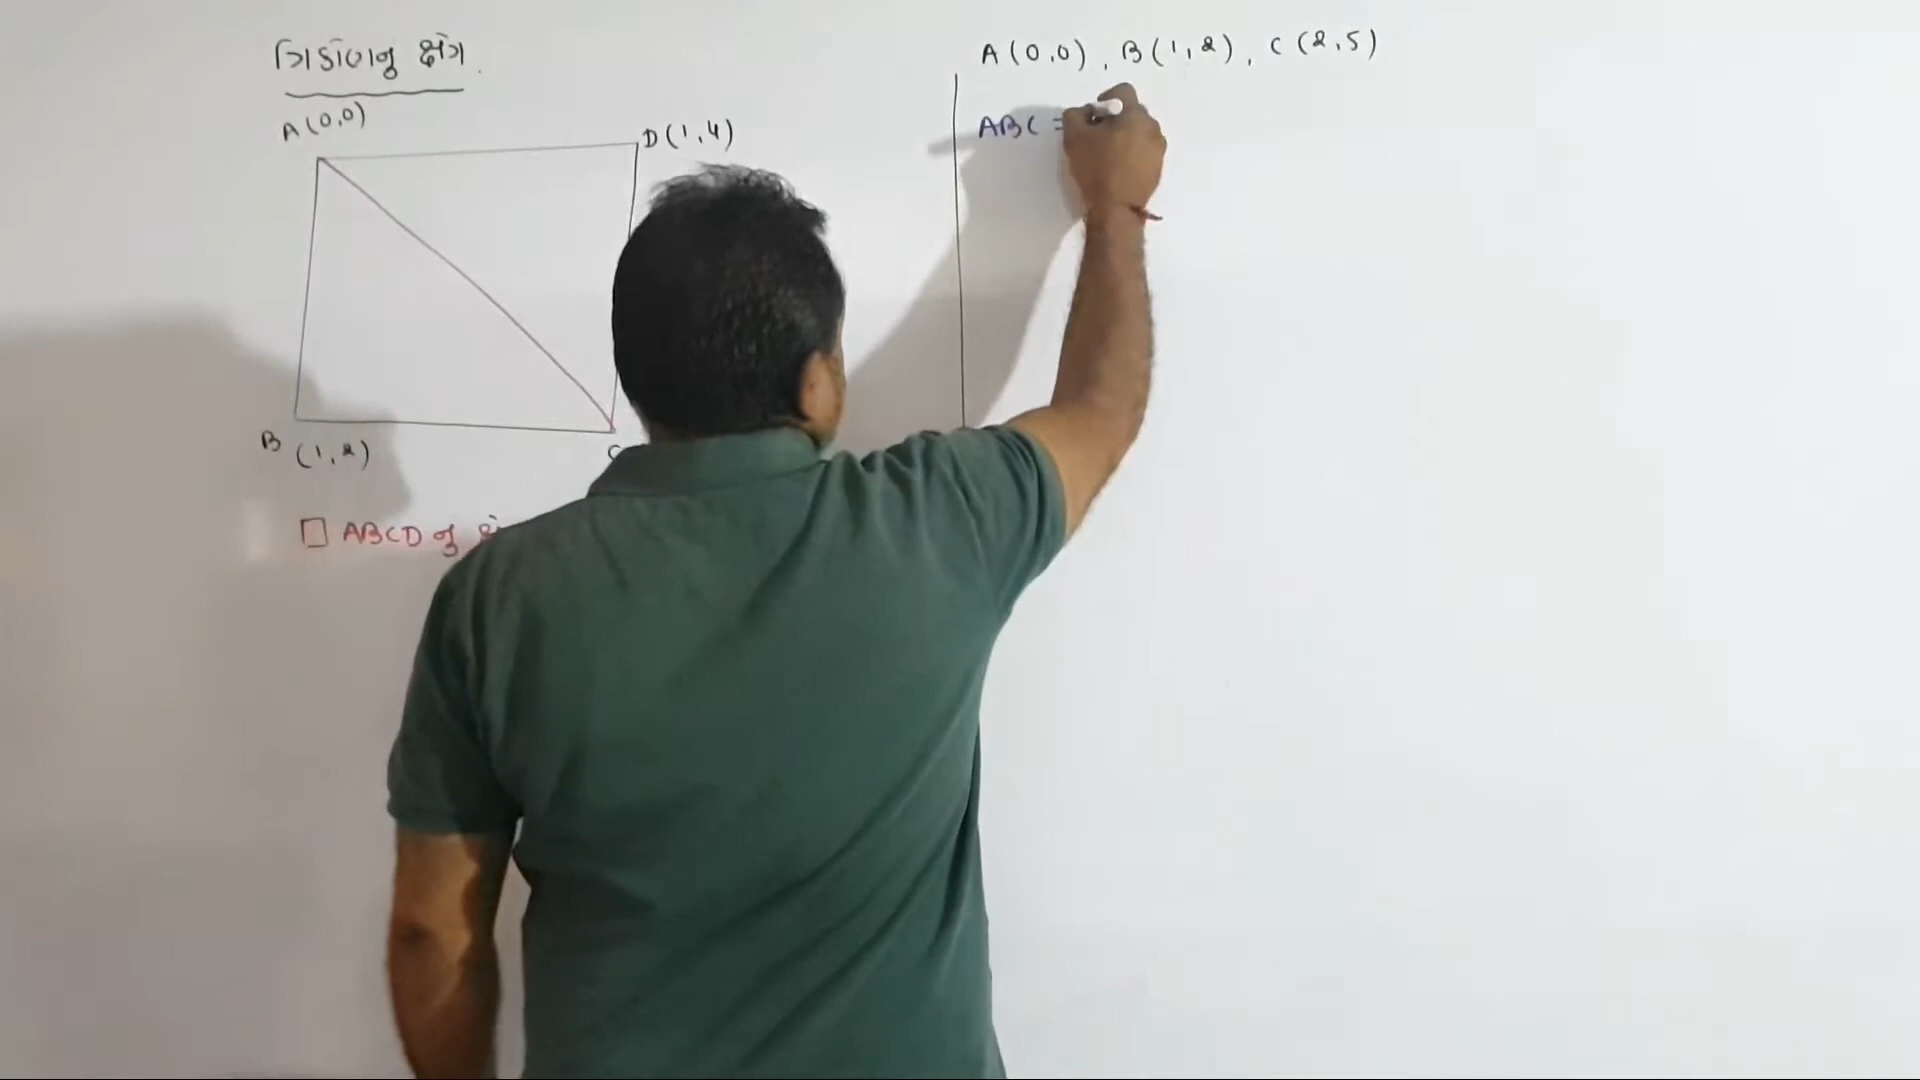 ત્રિકોણનું ક્ષેત્ર
A(0,0)
D(1,4)
B (1,2)
C
□ ABCD નું ક્ષે
A(0,0), B(1,2), C(2,5)
ABC =